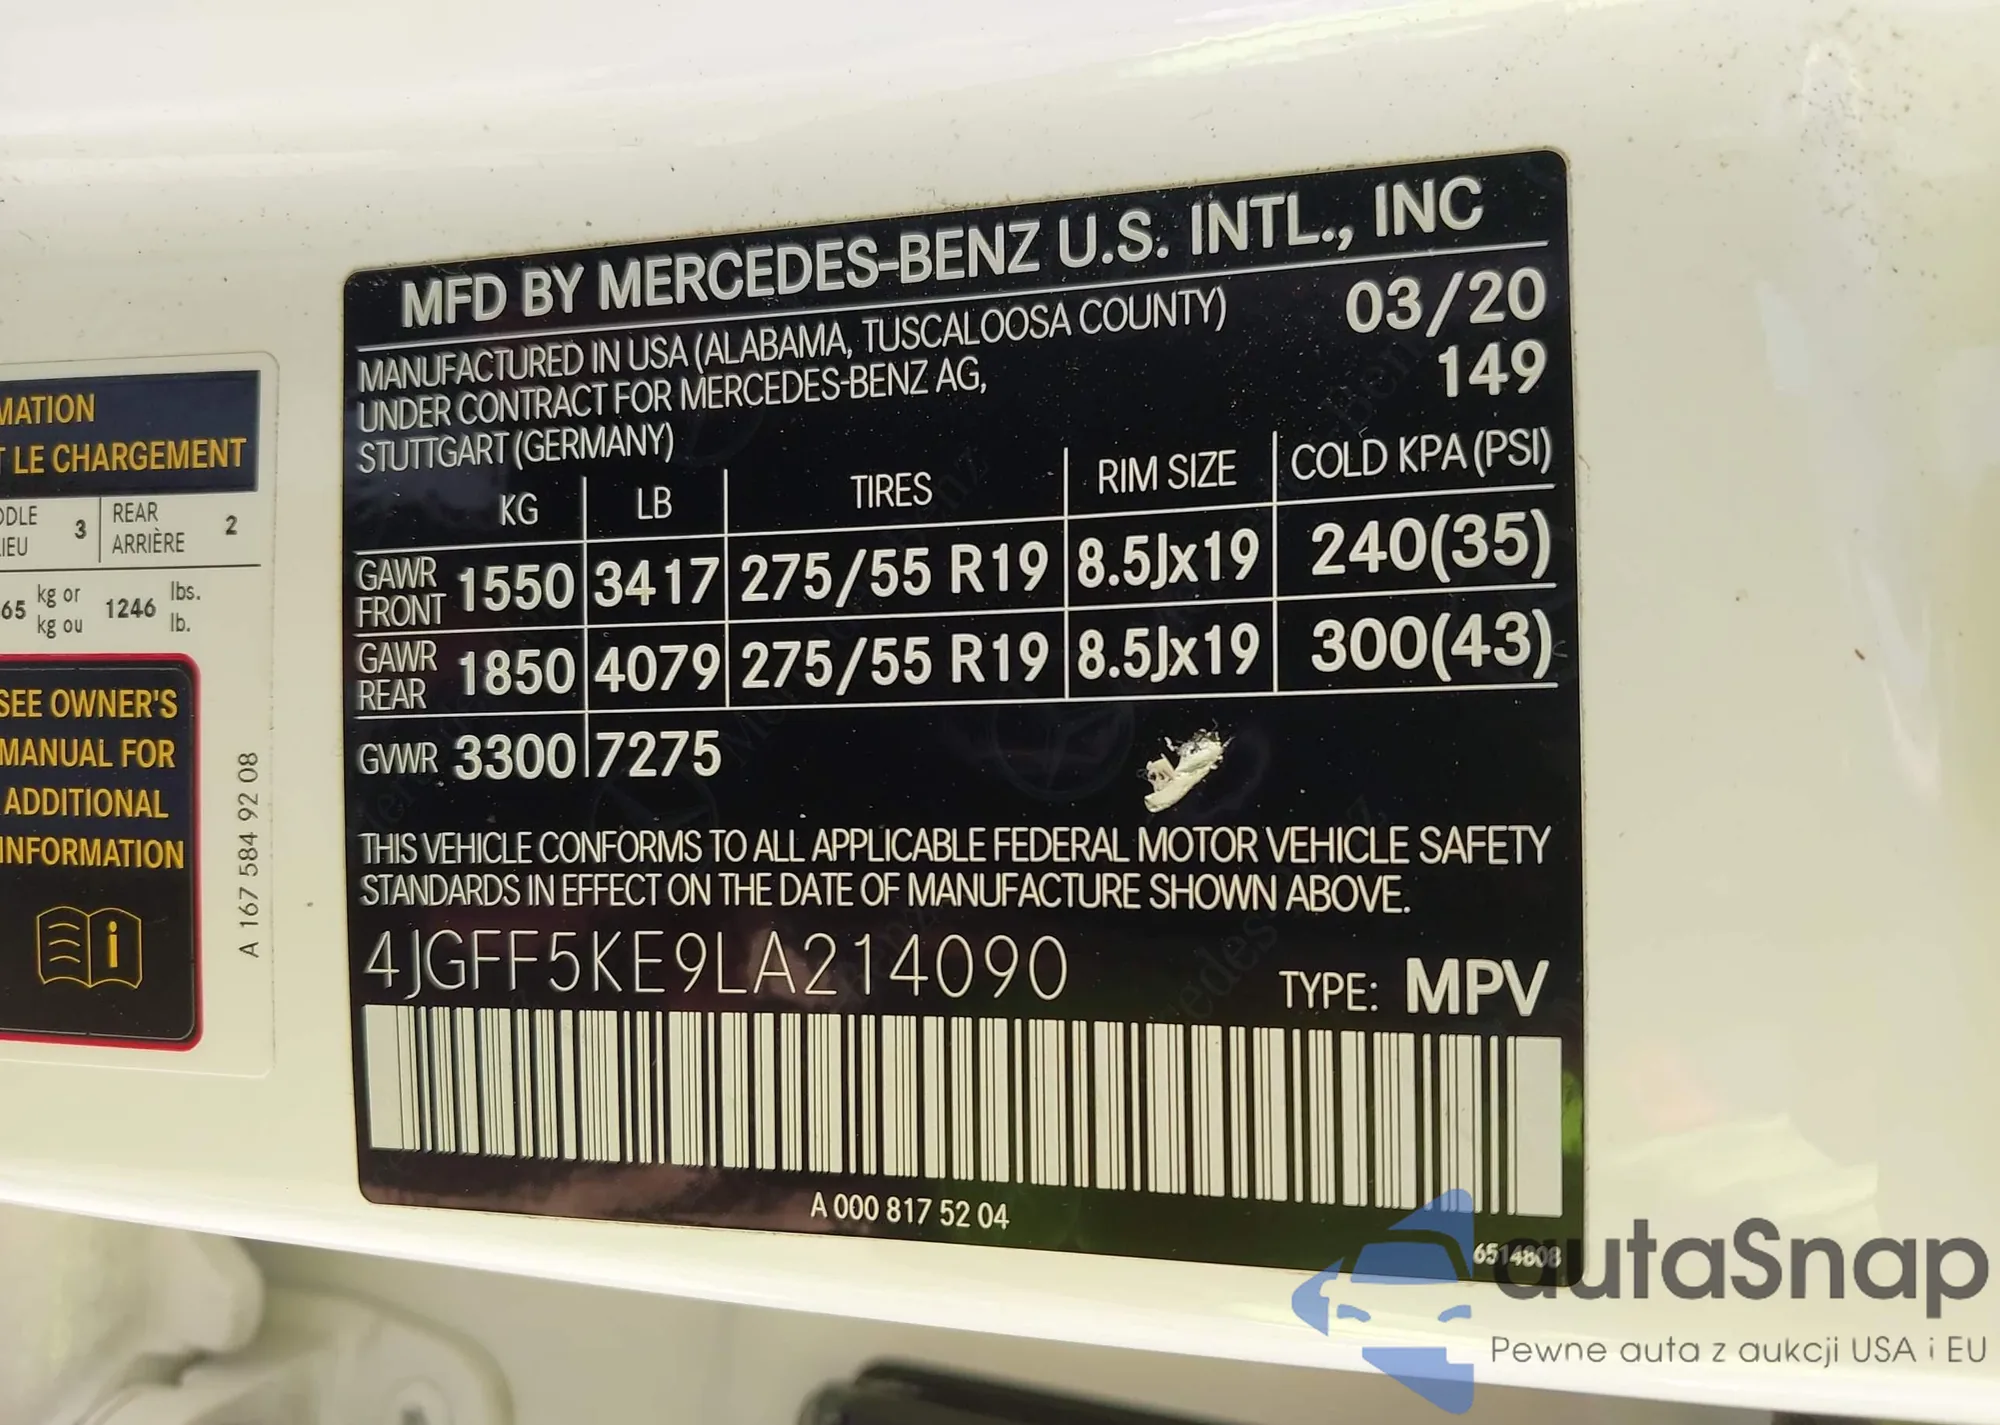 MATION
T LE CHARGEMENT
DDLE
IEU
3
REAR
ARRIÈRE
2
65
kg or
kg ou
1246
lbs.
lb.
SEE OWNER'S
MANUAL FOR
ADDITIONAL
INFORMATION
A 167 584 92 08
MFD BY MERCEDES-BENZ U.S. INTL., INC
MANUFACTURED IN USA (ALABAMA, TUSCALOOSA COUNTY) 03/20
UNDER CONTRACT FOR MERCEDES-BENZ AG, 149
STUTTGART (GERMANY)
KG LB TIRES RIM SIZE COLD KPA (PSI)
GAWR FRONT 1550 3417 275/55 R19 8.5Jx19 240(35)
GAWR REAR 1850 4079 275/55 R19 8.5Jx19 300(43)
GVWR 3300 7275
THIS VEHICLE CONFORMS TO ALL APPLICABLE FEDERAL MOTOR VEHICLE SAFETY
STANDARDS IN EFFECT ON THE DATE OF MANUFACTURE SHOWN ABOVE.
4JGFF5KE9LA214090
TYPE: MPV
A 000 817 52 04
6514808
autaSnap
Pewne auta z aukcji USA i EU